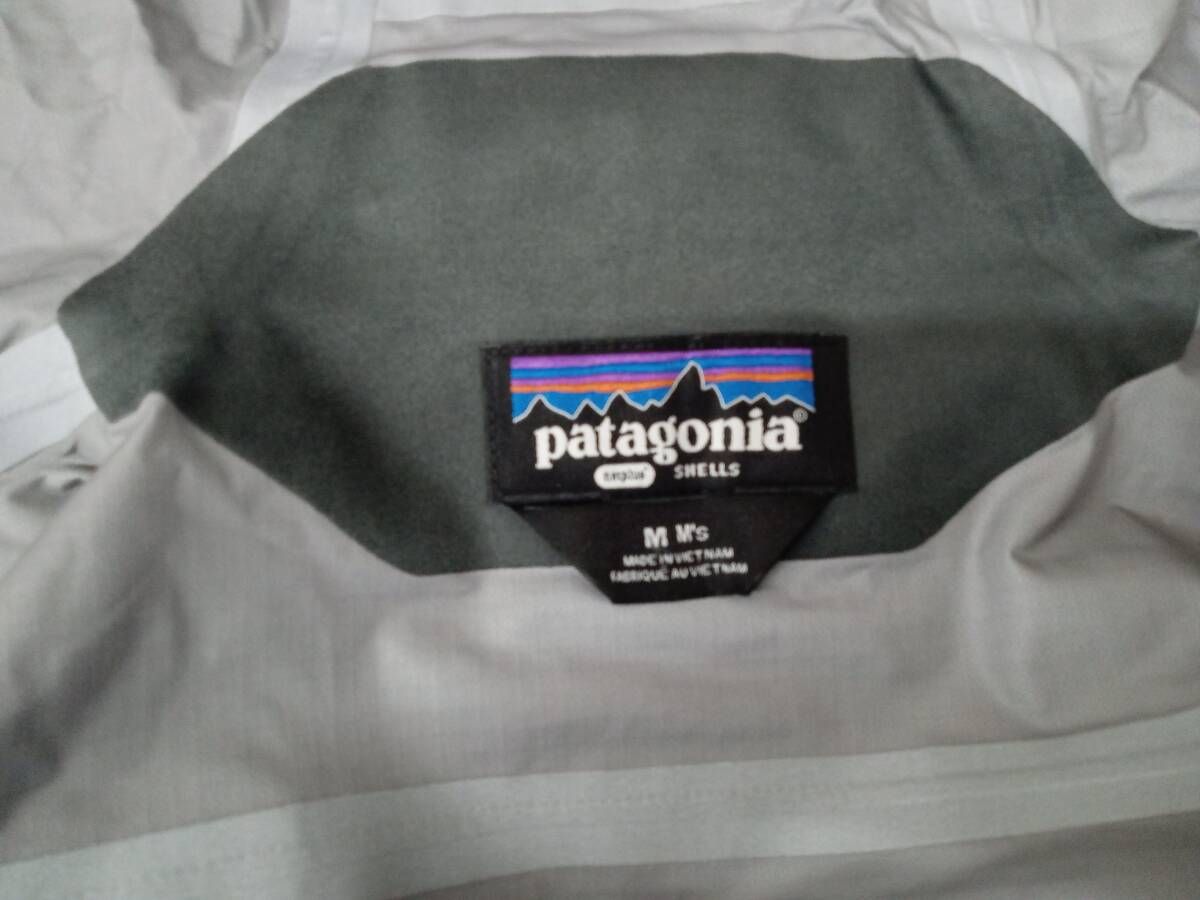 patagonia©
SHELLS
M M's
MADE IN VIETNAM
FABRIQUÉ AU VIETNAM